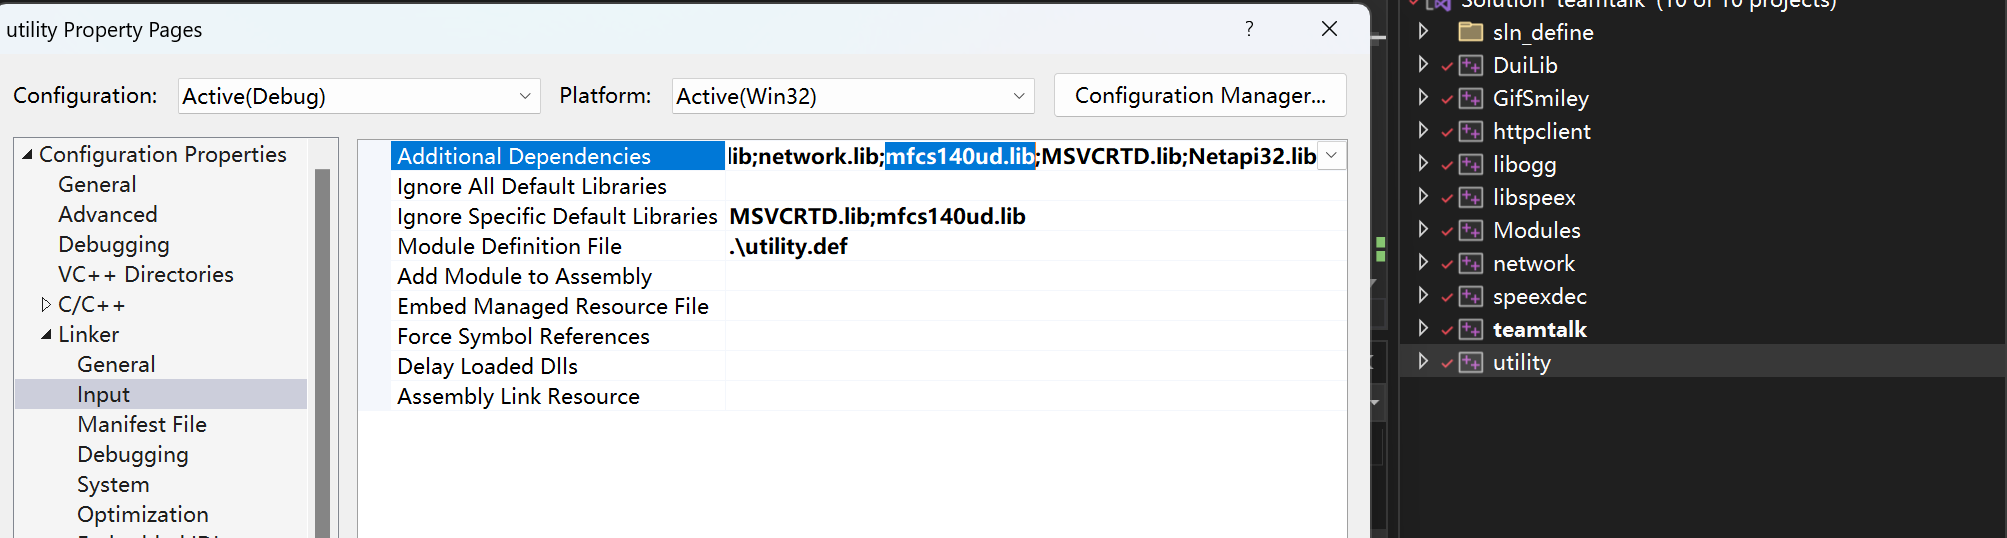 utility Property Pages
?
Configuration:
Active(Debug)
Platform:
Active(Win32)
Configuration Manager...
Configuration Properties
General
Advanced
Debugging
VC++ Directories
C/C++
Linker
General
Input
Manifest File
Debugging
System
Optimization
Additional Dependencies
lib;network.lib;mfcs140ud.lib;MSVCRTD.lib;Netapi32.lib
Ignore All Default Libraries
Ignore Specific Default Libraries
MSVCRTD.lib;mfcs140ud.lib
Module Definition File
.\utility.def
Add Module to Assembly
Embed Managed Resource File
Force Symbol References
Delay Loaded Dlls
Assembly Link Resource
Solution 'teamtalk' (10 of 10 projects)
sln_define
DuiLib
GifSmiley
httpclient
libogg
libspeex
Modules
network
speexdec
teamtalk
utility